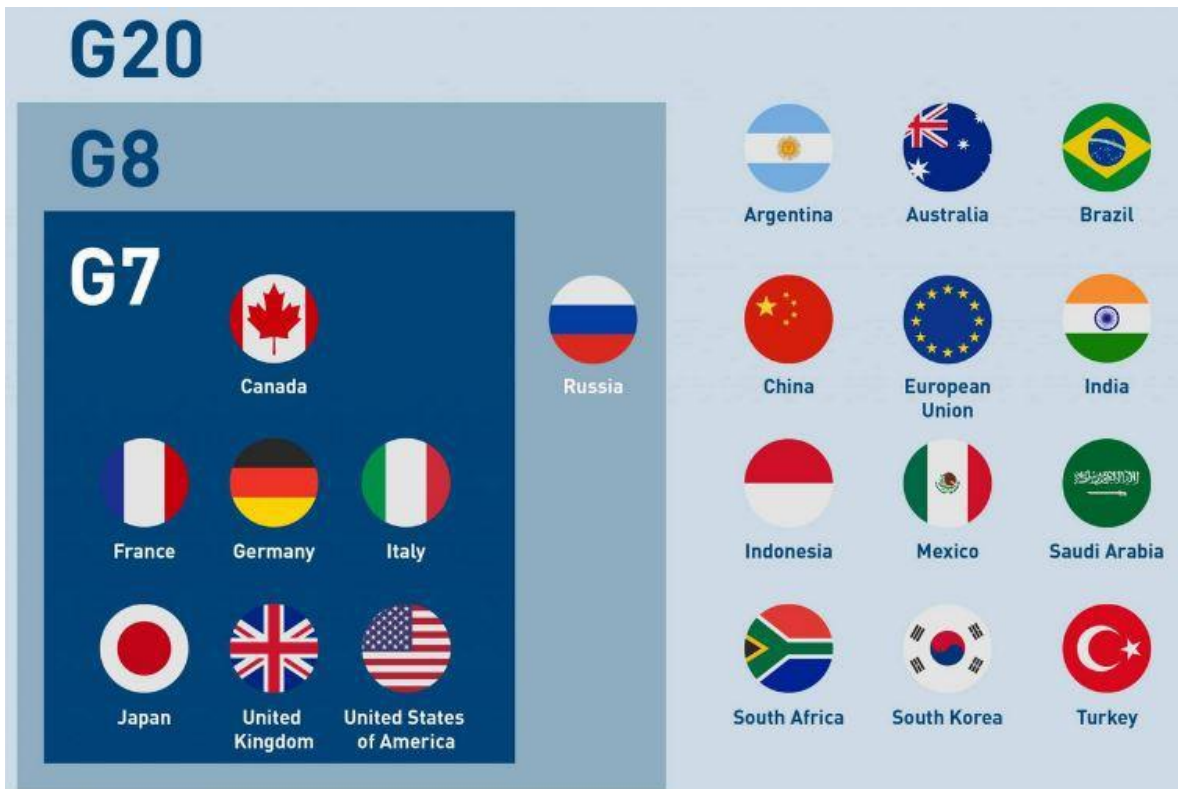 G20
G8
G7
Canada
France
Germany
Italy
Japan
United
Kingdom
United States
of America
Russia
Argentina
Australia
Brazil
China
European
Union
India
Indonesia
Mexico
Saudi Arabia
South Africa
South Korea
Turkey